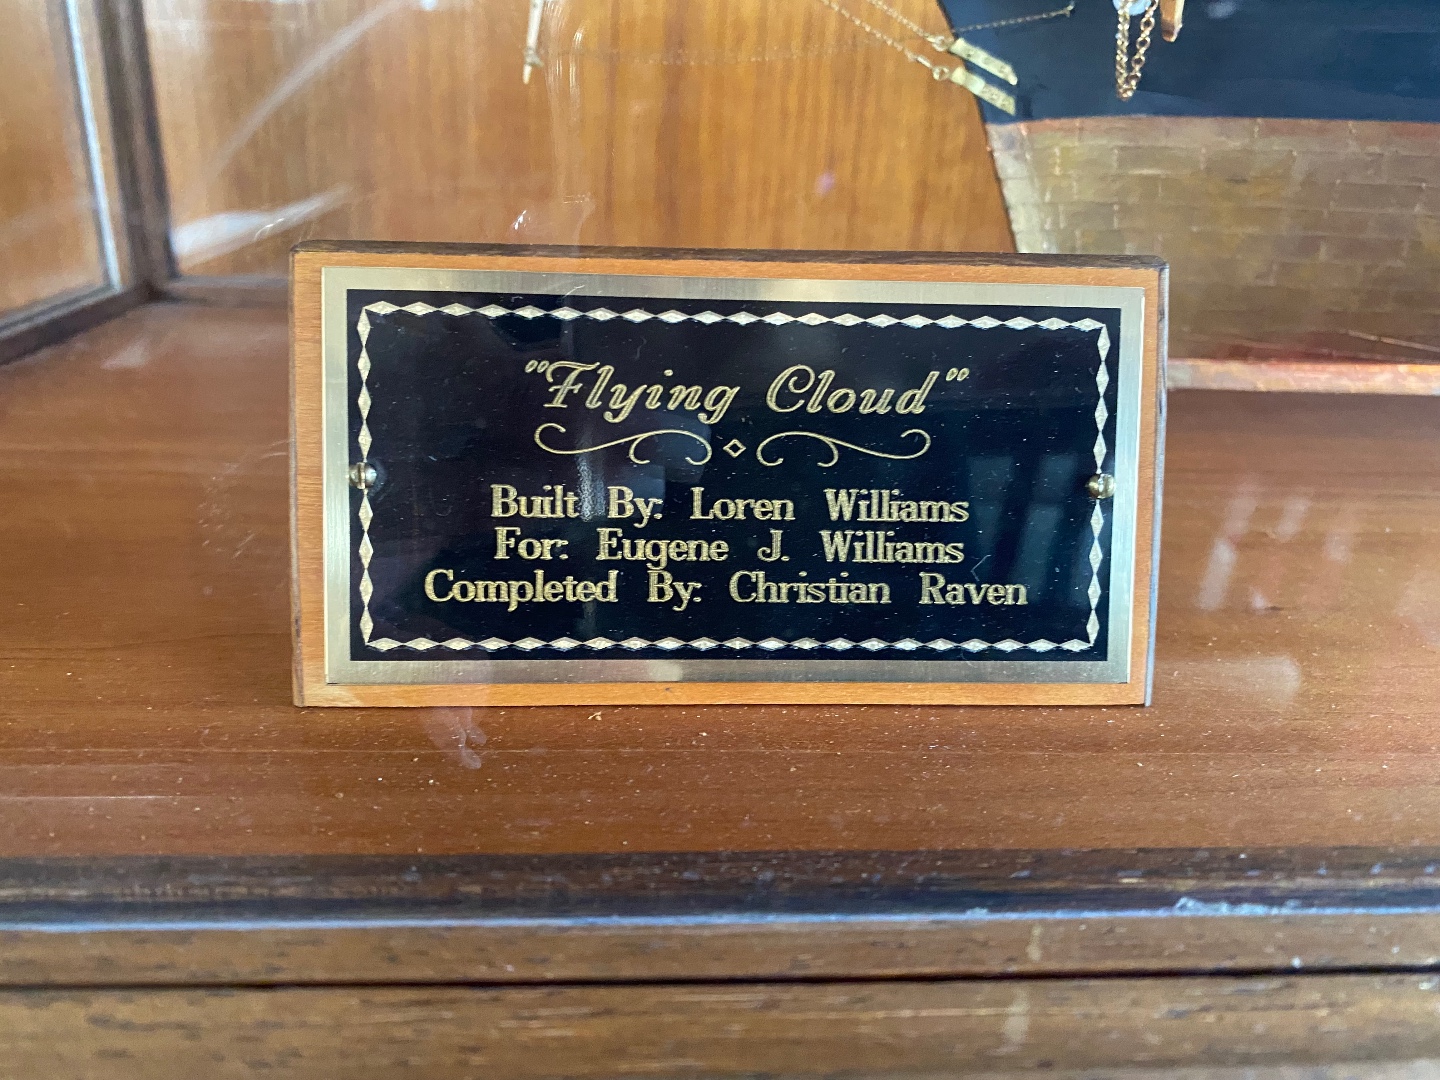 "Flying Cloud"
Built By: Loren Williams
For: Eugene J. Williams
Completed By: Christian Raven